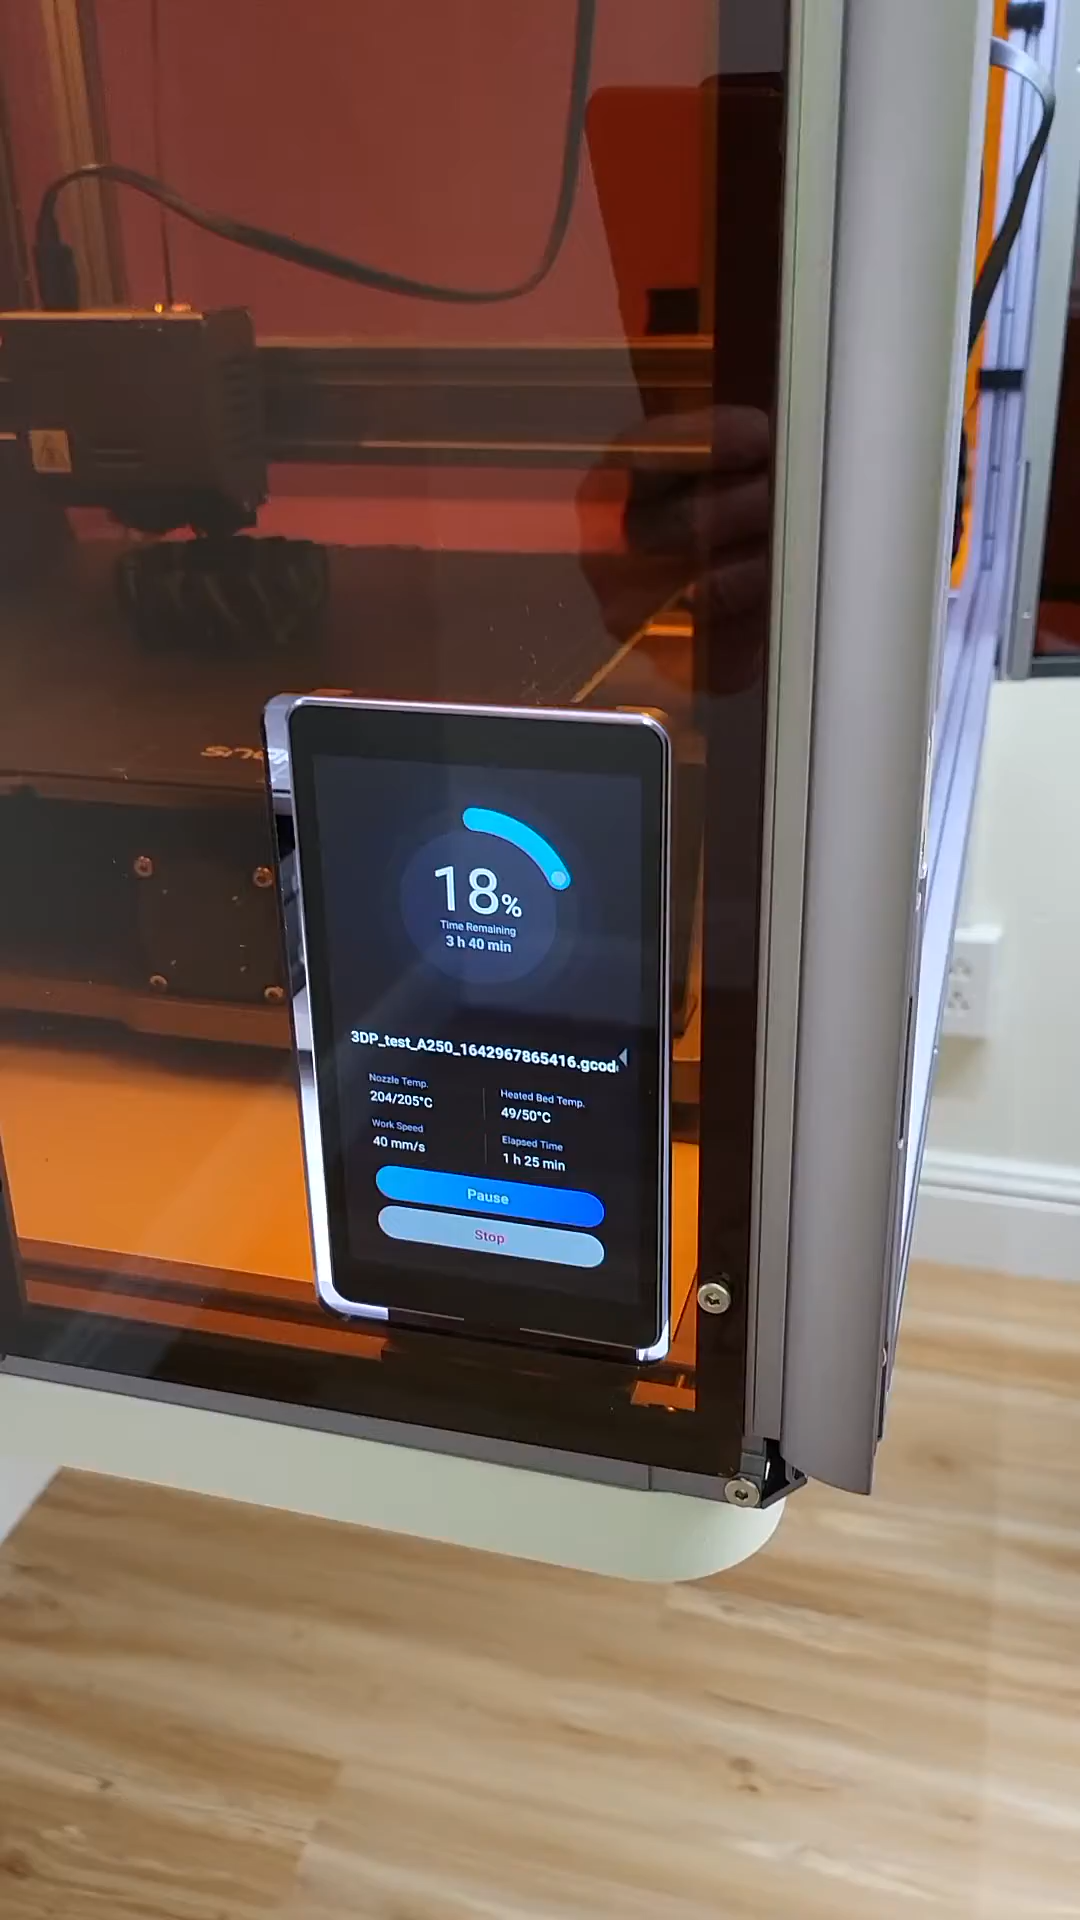 18%
Time Remaining
3 h 40 min
3DP_test_A250_1642967865416.gcod
Nozzle Temp.
204/205°C
Heated Bed Temp.
49/50°C
Work Speed
40 mm/s
Elapsed Time
1 h 25 min
Pause
Stop